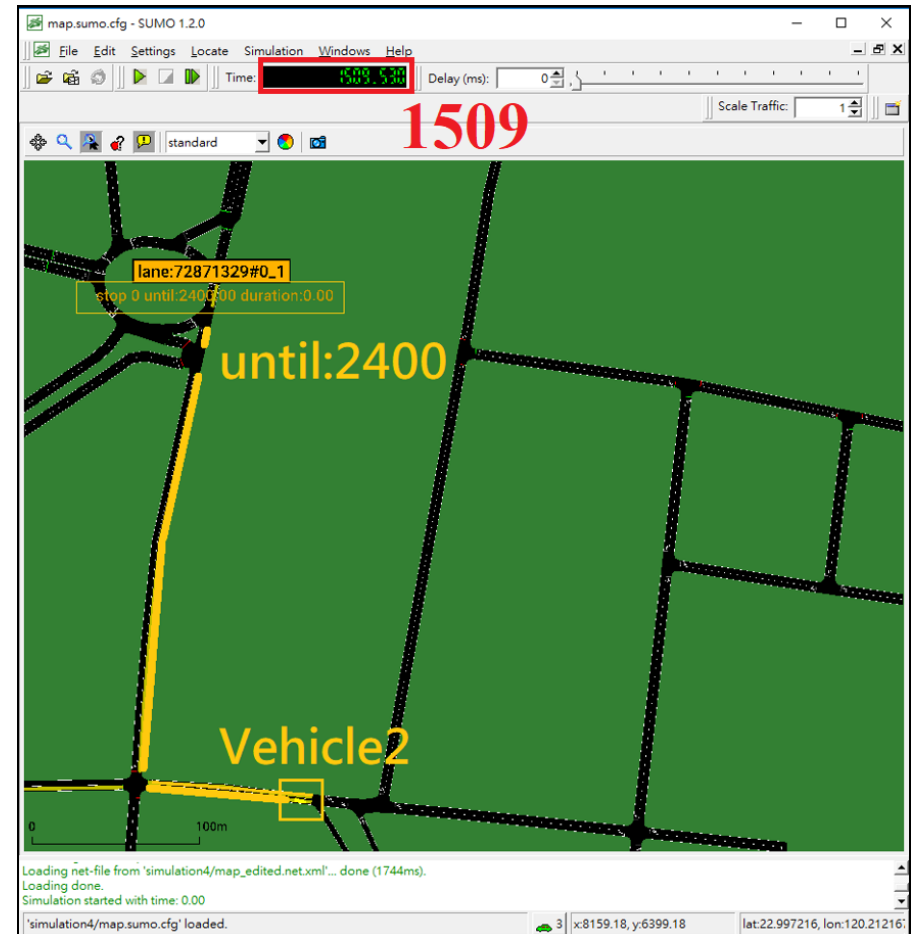 map.sumo.cfg - SUMO 1.2.0
File Edit Settings Locate Simulation Windows Help
Time: 1509.530 Delay (ms): 0
Scale Traffic: 1
1509
standard
lane:72871329#0_1
stop 0 until:2400.00 duration:0.00
until:2400
Vehicle2
0 100m
Loading net-file from 'simulation4/map_edited.net.xml'... done (1744ms).
Loading done.
Simulation started with time: 0.00
'simulation4/map.sumo.cfg' loaded. 3 x:8159.18, y:6399.18 lat:22.997216, lon:120.21216